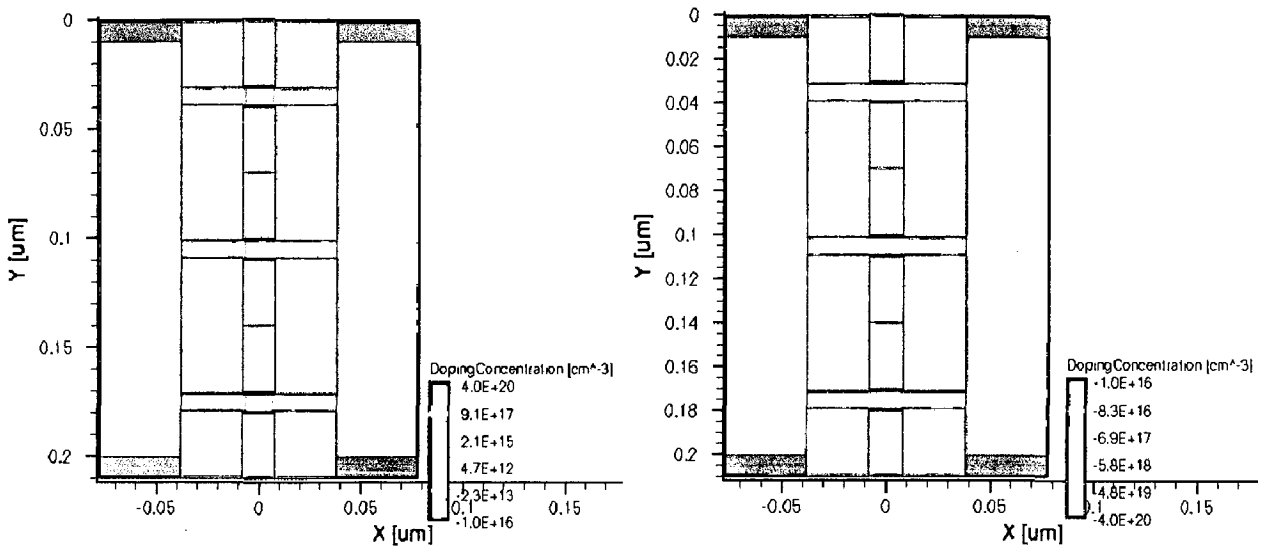 0
0.05
0.1
0.15
0.2
Y [um]
-0.05
0
0.05
0.1
0.15
X [um]
DopingConcentration [cm^-3]
4.0E+20
9.1E+17
2.1E+15
4.7E+12
-2.3E+13
-1.0E+16
0
0.02
0.04
0.06
0.08
0.1
0.12
0.14
0.16
0.18
0.2
Y [um]
-0.05
0
0.05
0.1
0.15
X [um]
DopingConcentration [cm^-3]
-1.0E+16
-8.3E+16
-6.9E+17
-5.8E+18
-4.8E+19
-4.0E+20